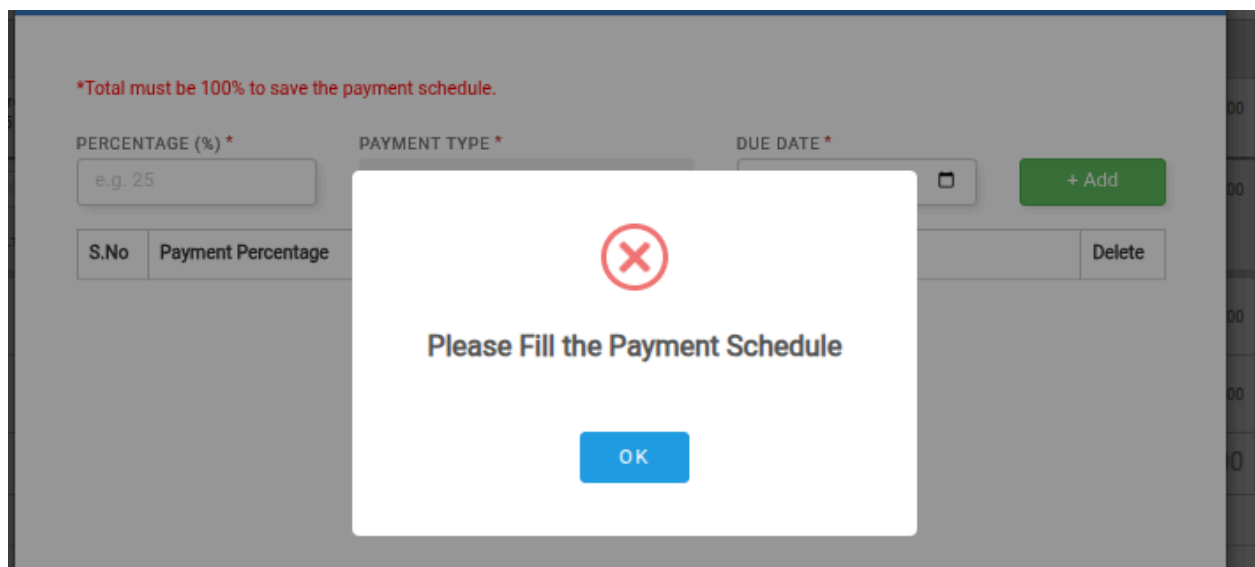 *Total must be 100% to save the payment schedule.
PERCENTAGE (%) * PAYMENT TYPE * DUE DATE *
e.g. 25 + Add
S.No Payment Percentage Delete
Please Fill the Payment Schedule
OK